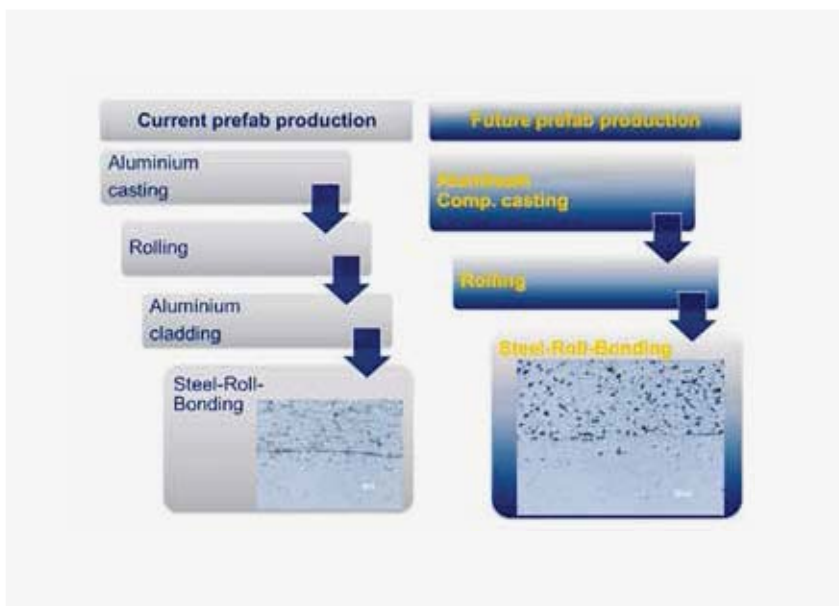 Current prefab production
Aluminium
casting
Rolling
Aluminium
cladding
Steel-Roll-
Bonding
Future prefab production
Aluminium
Comp. casting
Rolling
Steel-Roll-Bonding